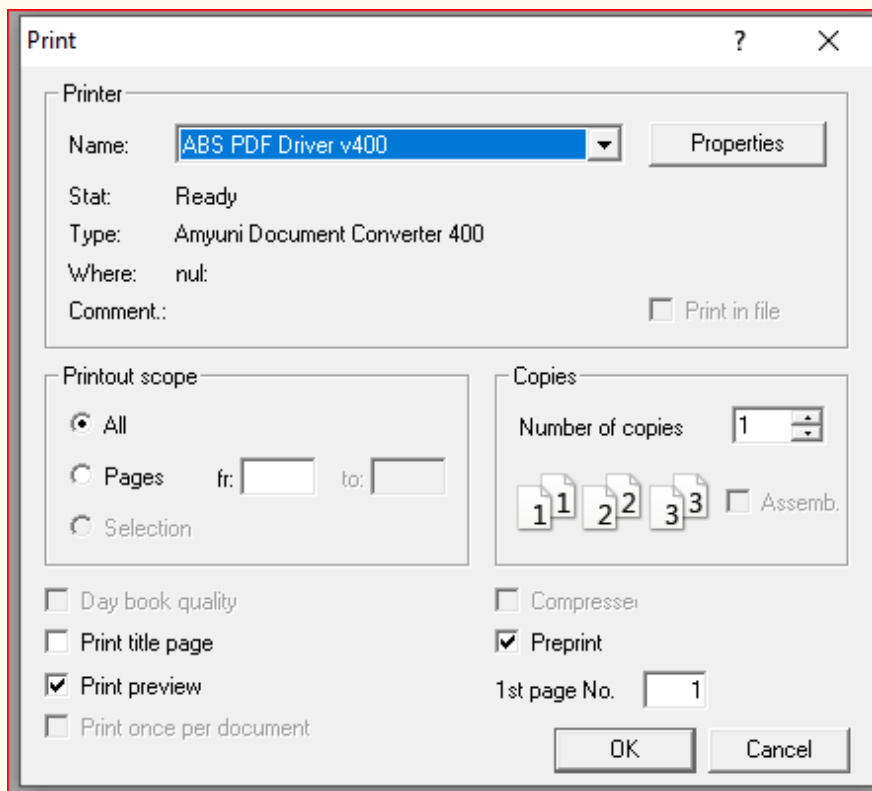 Print ?
Printer
Name: ABS PDF Driver v400 Properties
Stat: Ready
Type: Amyuni Document Converter 400
Where: nul:
Comment.: Print in file
Printout scope
All
Pages fr: to:
Selection
Copies
Number of copies 1
1 1 2 2 3 3 Assemb.
Day book quality
Print title page
Print preview
Print once per document
Compresse
Preprint
1st page No. 1
OK Cancel